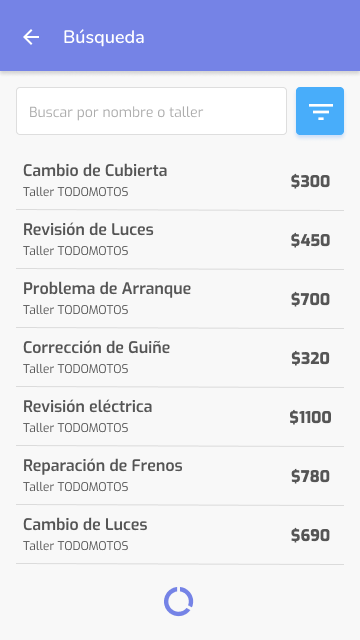 Búsqueda
Buscar por nombre o taller
Cambio de Cubierta
Taller TODOMOTOS
$300
Revisión de Luces
Taller TODOMOTOS
$450
Problema de Arranque
Taller TODOMOTOS
$700
Corrección de Guiñe
Taller TODOMOTOS
$320
Revisión eléctrica
Taller TODOMOTOS
$1100
Reparación de Frenos
Taller TODOMOTOS
$780
Cambio de Luces
Taller TODOMOTOS
$690